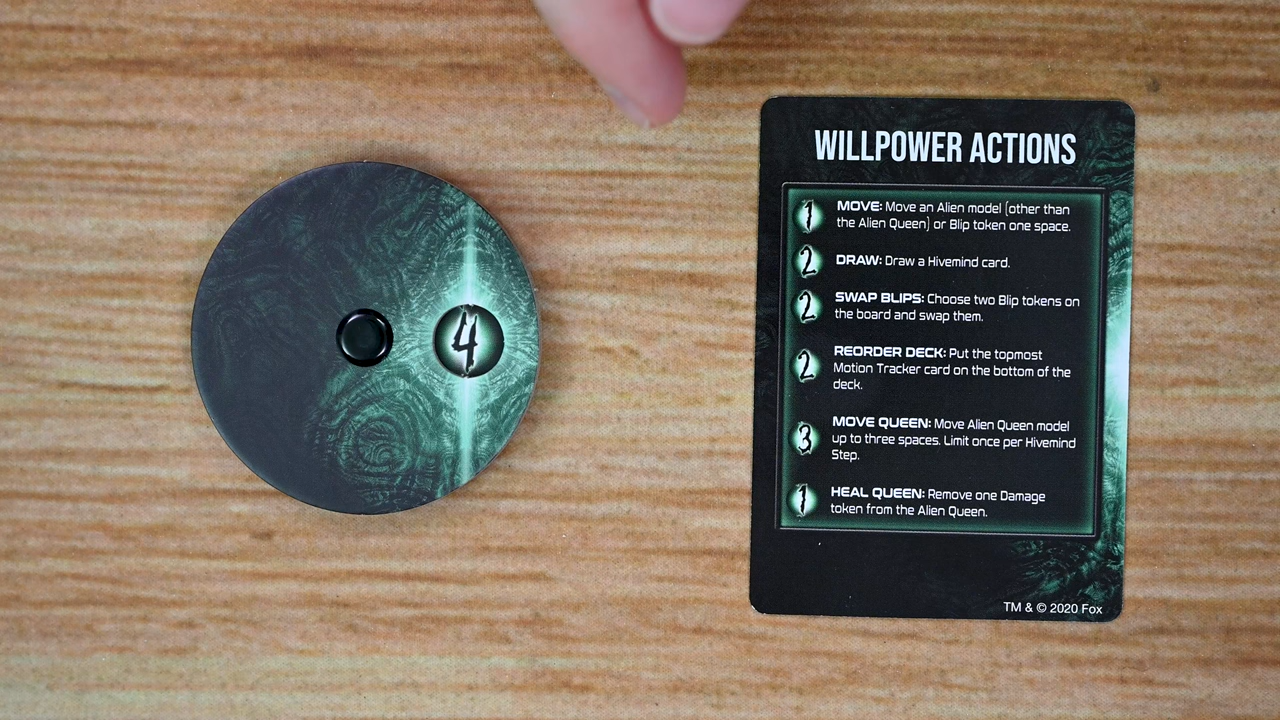 4
WILLPOWER ACTIONS
1 MOVE: Move an Alien model (other than
the Alien Queen) or Blip token one space.
2 DRAW: Draw a Hivemind card.
2 SWAP BLIPS: Choose two Blip tokens on
the board and swap them.
2 REORDER DECK: Put the topmost
Motion Tracker card on the bottom of the
deck.
3 MOVE QUEEN: Move Alien Queen model
up to three spaces. Limit once per Hivemind
Step.
1 HEAL QUEEN: Remove one Damage
token from the Alien Queen.
TM & © 2020 Fox